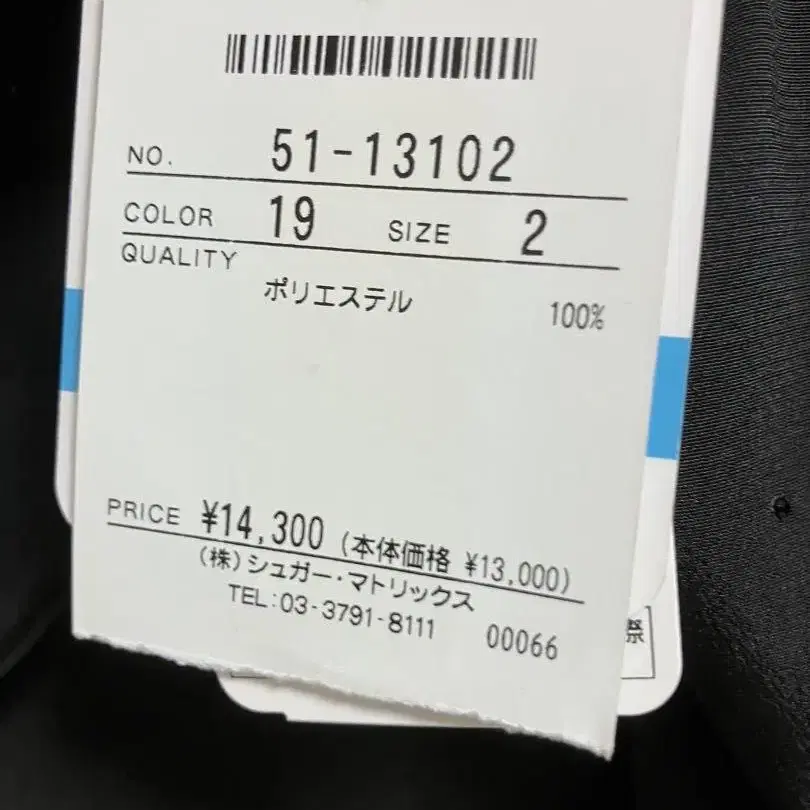 NO. 51-13102
COLOR 19 SIZE 2
QUALITY
ポリエステル 100%
PRICE ¥14,300 (本体価格 ¥13,000)
(株)シュガー・マトリックス
TEL:03-3791-8111 00066
際